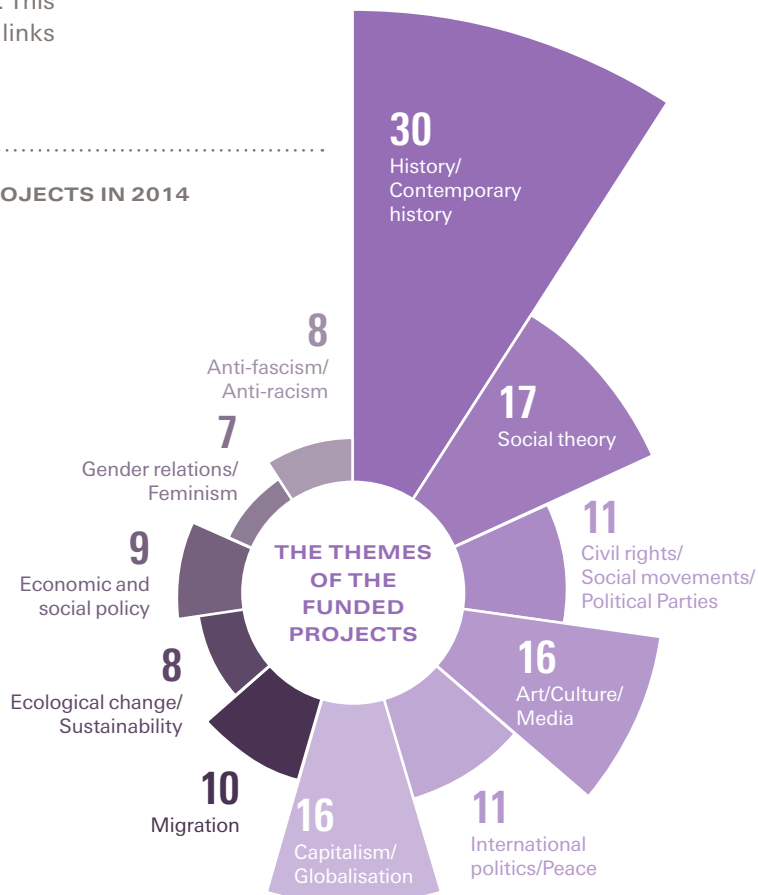 . This
links
OJECTS IN 2014
30
History/
Contemporary
history
17
Social theory
11
Civil rights/
Social movements/
Political Parties
16
Art/Culture/
Media
11
International
politics/Peace
16
Capitalism/
Globalisation
10
Migration
8
Ecological change/
Sustainability
9
Economic and
social policy
7
Gender relations/
Feminism
8
Anti-fascism/
Anti-racism
THE THEMES
OF THE
FUNDED
PROJECTS